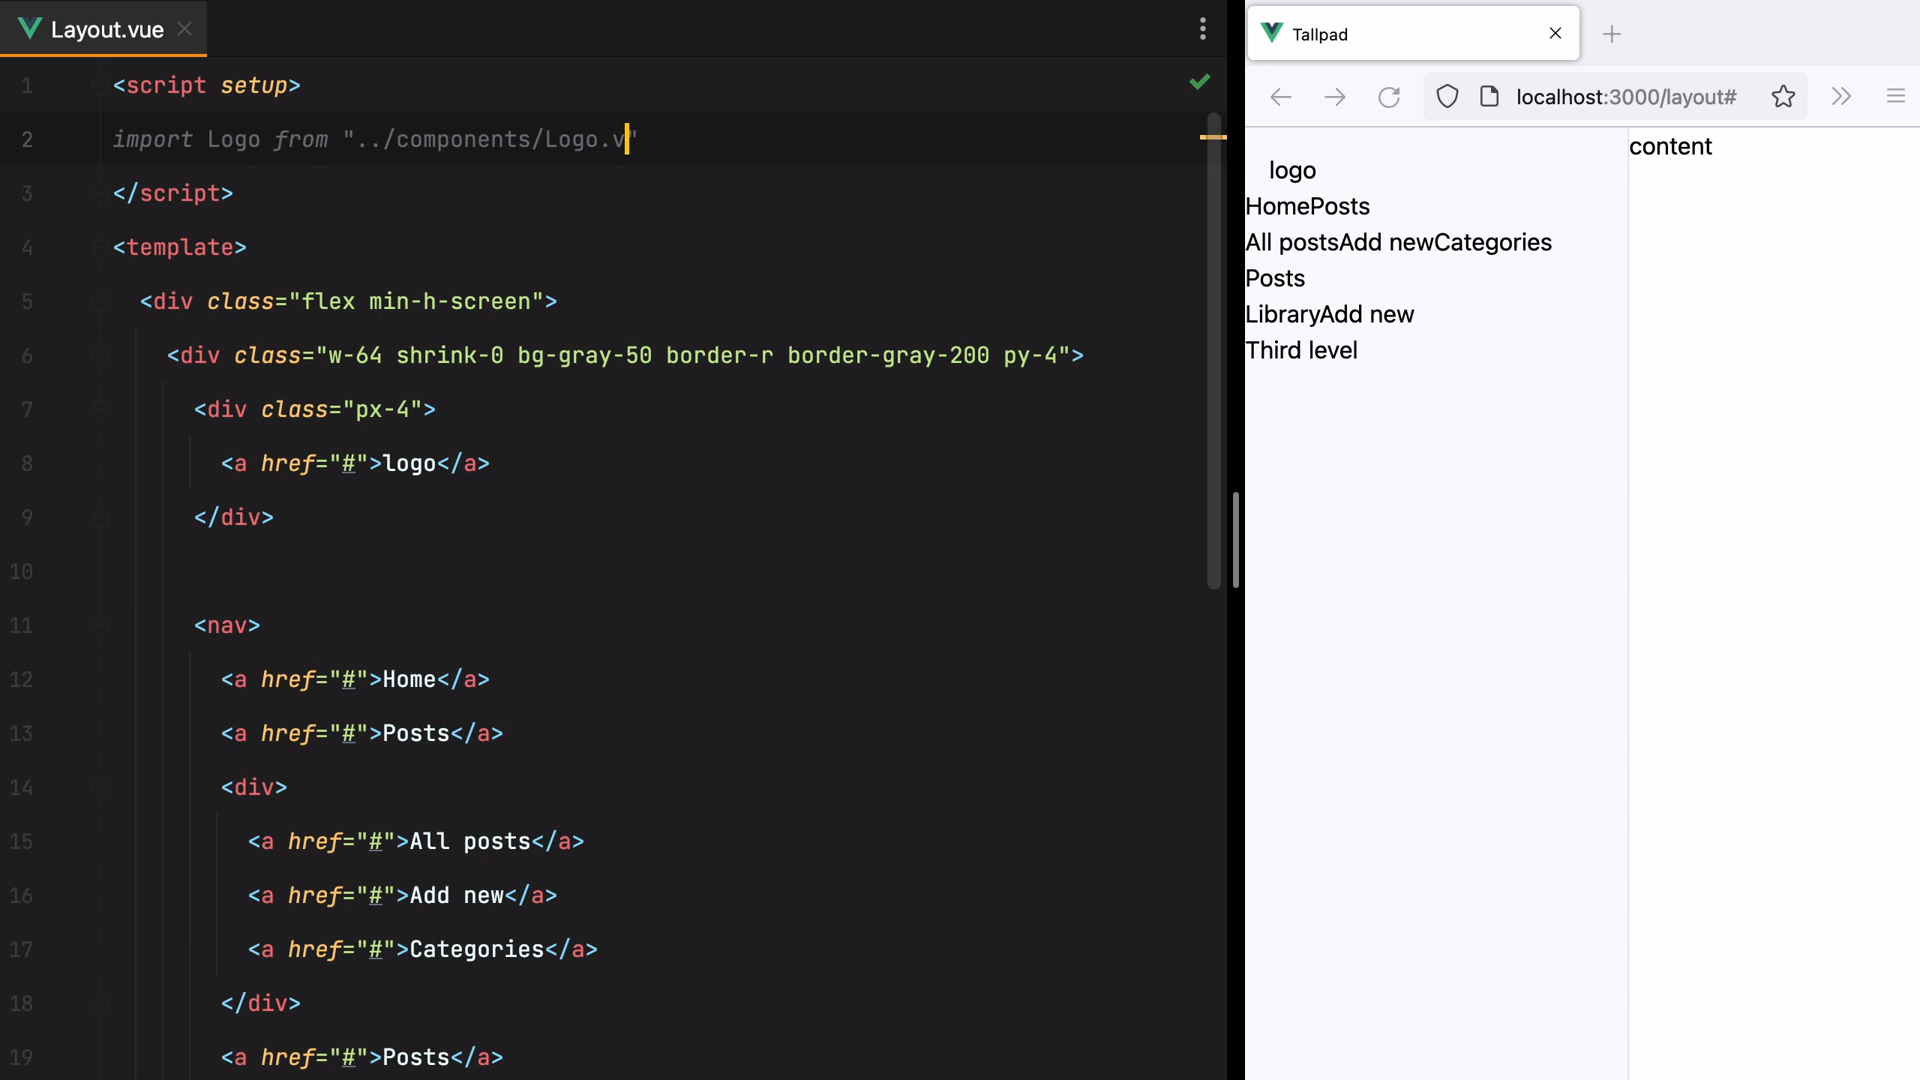 Layout.vue
1 <script setup>
2 import Logo from "../components/Logo.v"
3 </script>
4 <template>
5 <div class="flex min-h-screen">
6 <div class="w-64 shrink-0 bg-gray-50 border-r border-gray-200 py-4">
7 <div class="px-4">
8 <a href="#">logo</a>
9 </div>
10
11 <nav>
12 <a href="#">Home</a>
13 <a href="#">Posts</a>
14 <div>
15 <a href="#">All posts</a>
16 <a href="#">Add new</a>
17 <a href="#">Categories</a>
18 </div>
19 <a href="#">Posts</a>
Tallpad
localhost:3000/layout#
logo
HomePosts
All postsAdd newCategories
Posts
LibraryAdd new
Third level
content